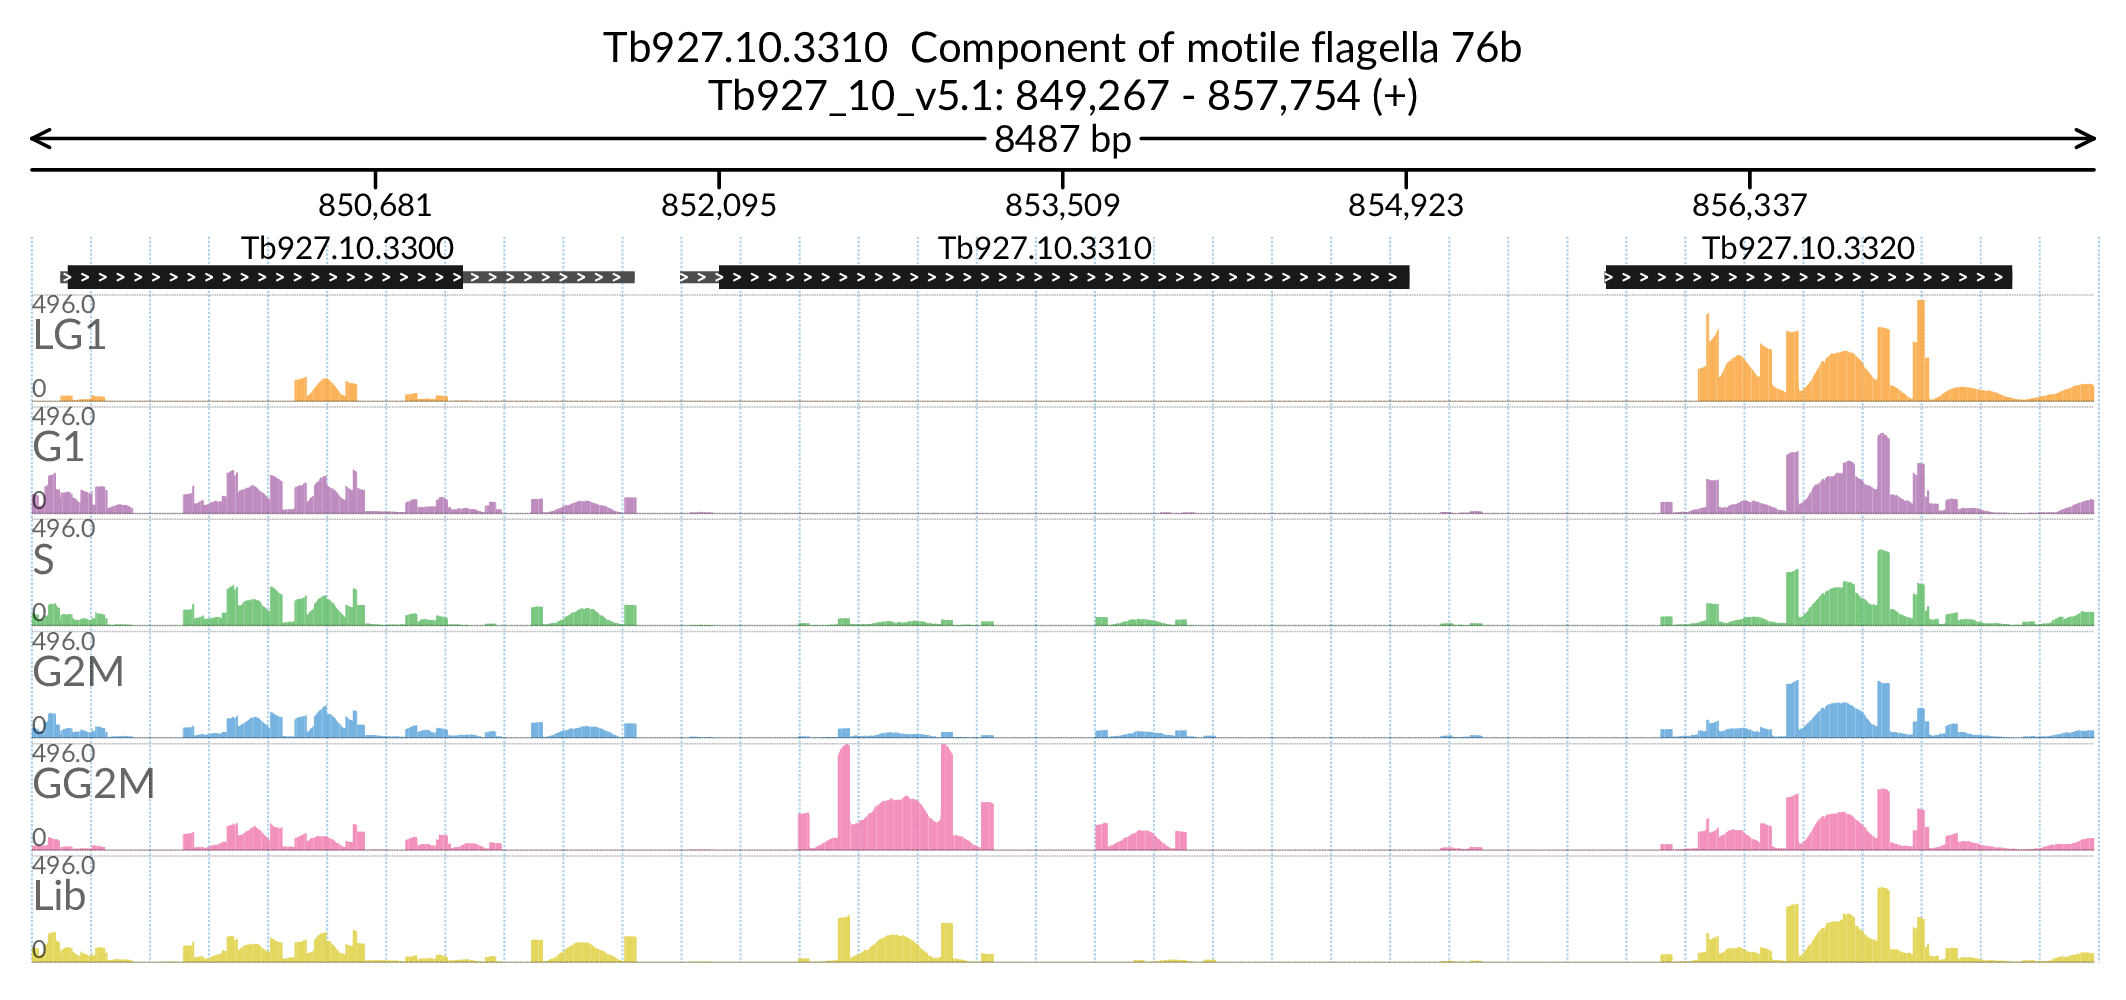 Tb927.10.3310  Component of motile flagella 76b
Tb927_10_v5.1: 849,267 - 857,754 (+)
8487 bp
850,681 852,095 853,509 854,923 856,337
Tb927.10.3300 Tb927.10.3310 Tb927.10.3320
496.0
LG1
0
496.0
G1
0
496.0
S
0
496.0
G2M
0
496.0
GG2M
0
496.0
Lib
0